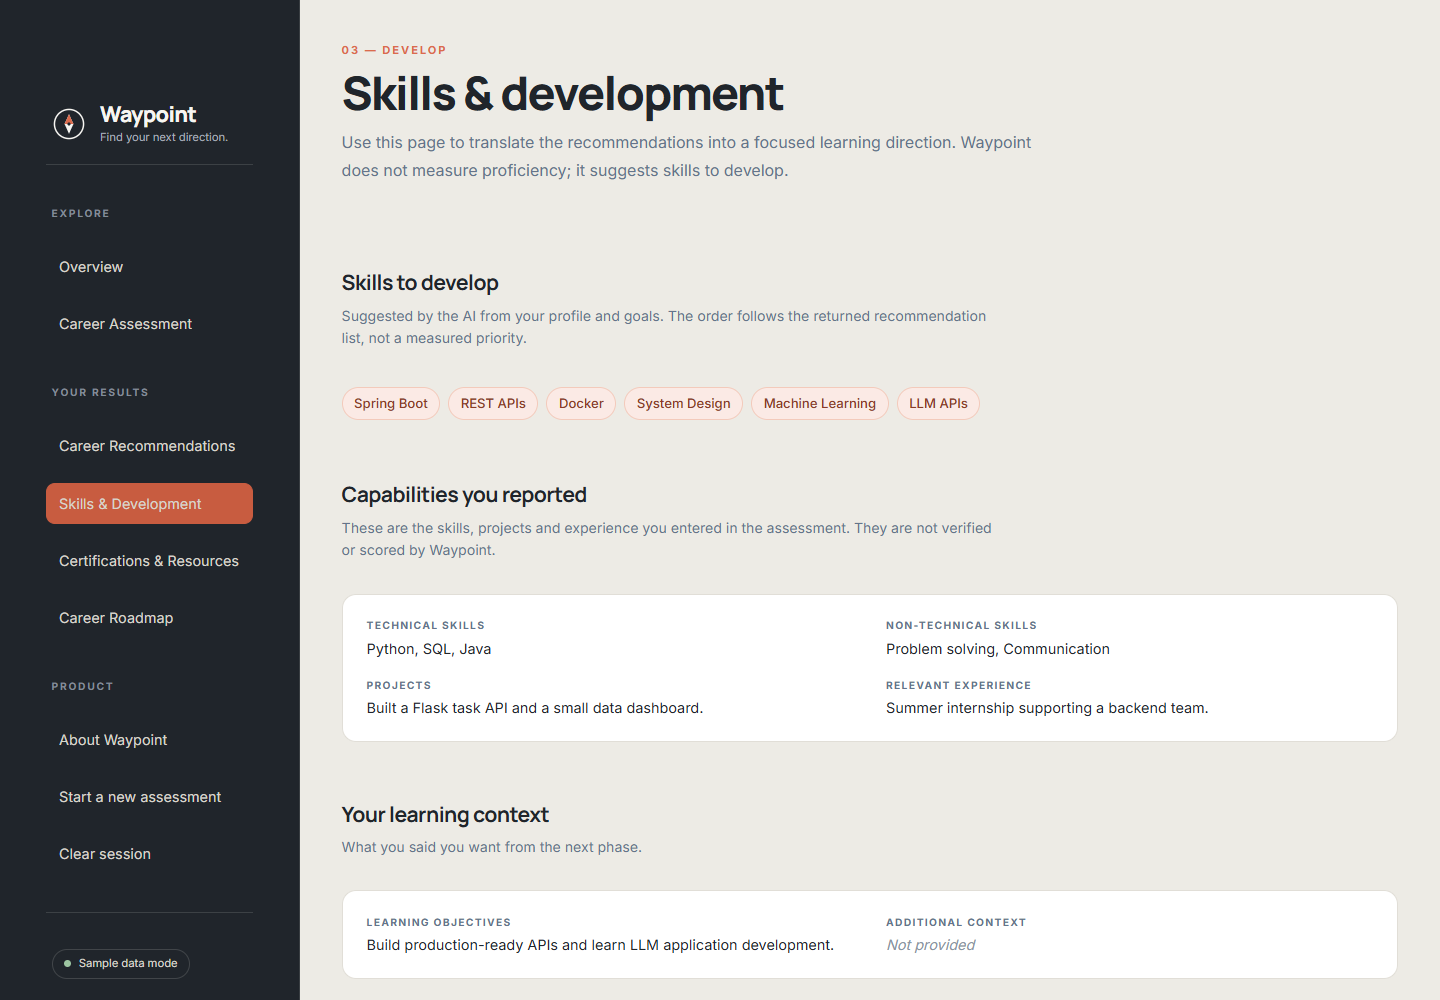 Waypoint
Find your next direction.
EXPLORE
Overview
Career Assessment
YOUR RESULTS
Career Recommendations
Skills & Development
Certifications & Resources
Career Roadmap
PRODUCT
About Waypoint
Start a new assessment
Clear session
Sample data mode
03 — DEVELOP
Skills & development
Use this page to translate the recommendations into a focused learning direction. Waypoint
does not measure proficiency; it suggests skills to develop.
Skills to develop
Suggested by the AI from your profile and goals. The order follows the returned recommendation
list, not a measured priority.
Spring Boot
REST APIs
Docker
System Design
Machine Learning
LLM APIs
Capabilities you reported
These are the skills, projects and experience you entered in the assessment. They are not verified
or scored by Waypoint.
TECHNICAL SKILLS
Python, SQL, Java
NON-TECHNICAL SKILLS
Problem solving, Communication
PROJECTS
Built a Flask task API and a small data dashboard.
RELEVANT EXPERIENCE
Summer internship supporting a backend team.
Your learning context
What you said you want from the next phase.
LEARNING OBJECTIVES
Build production-ready APIs and learn LLM application development.
ADDITIONAL CONTEXT
Not provided